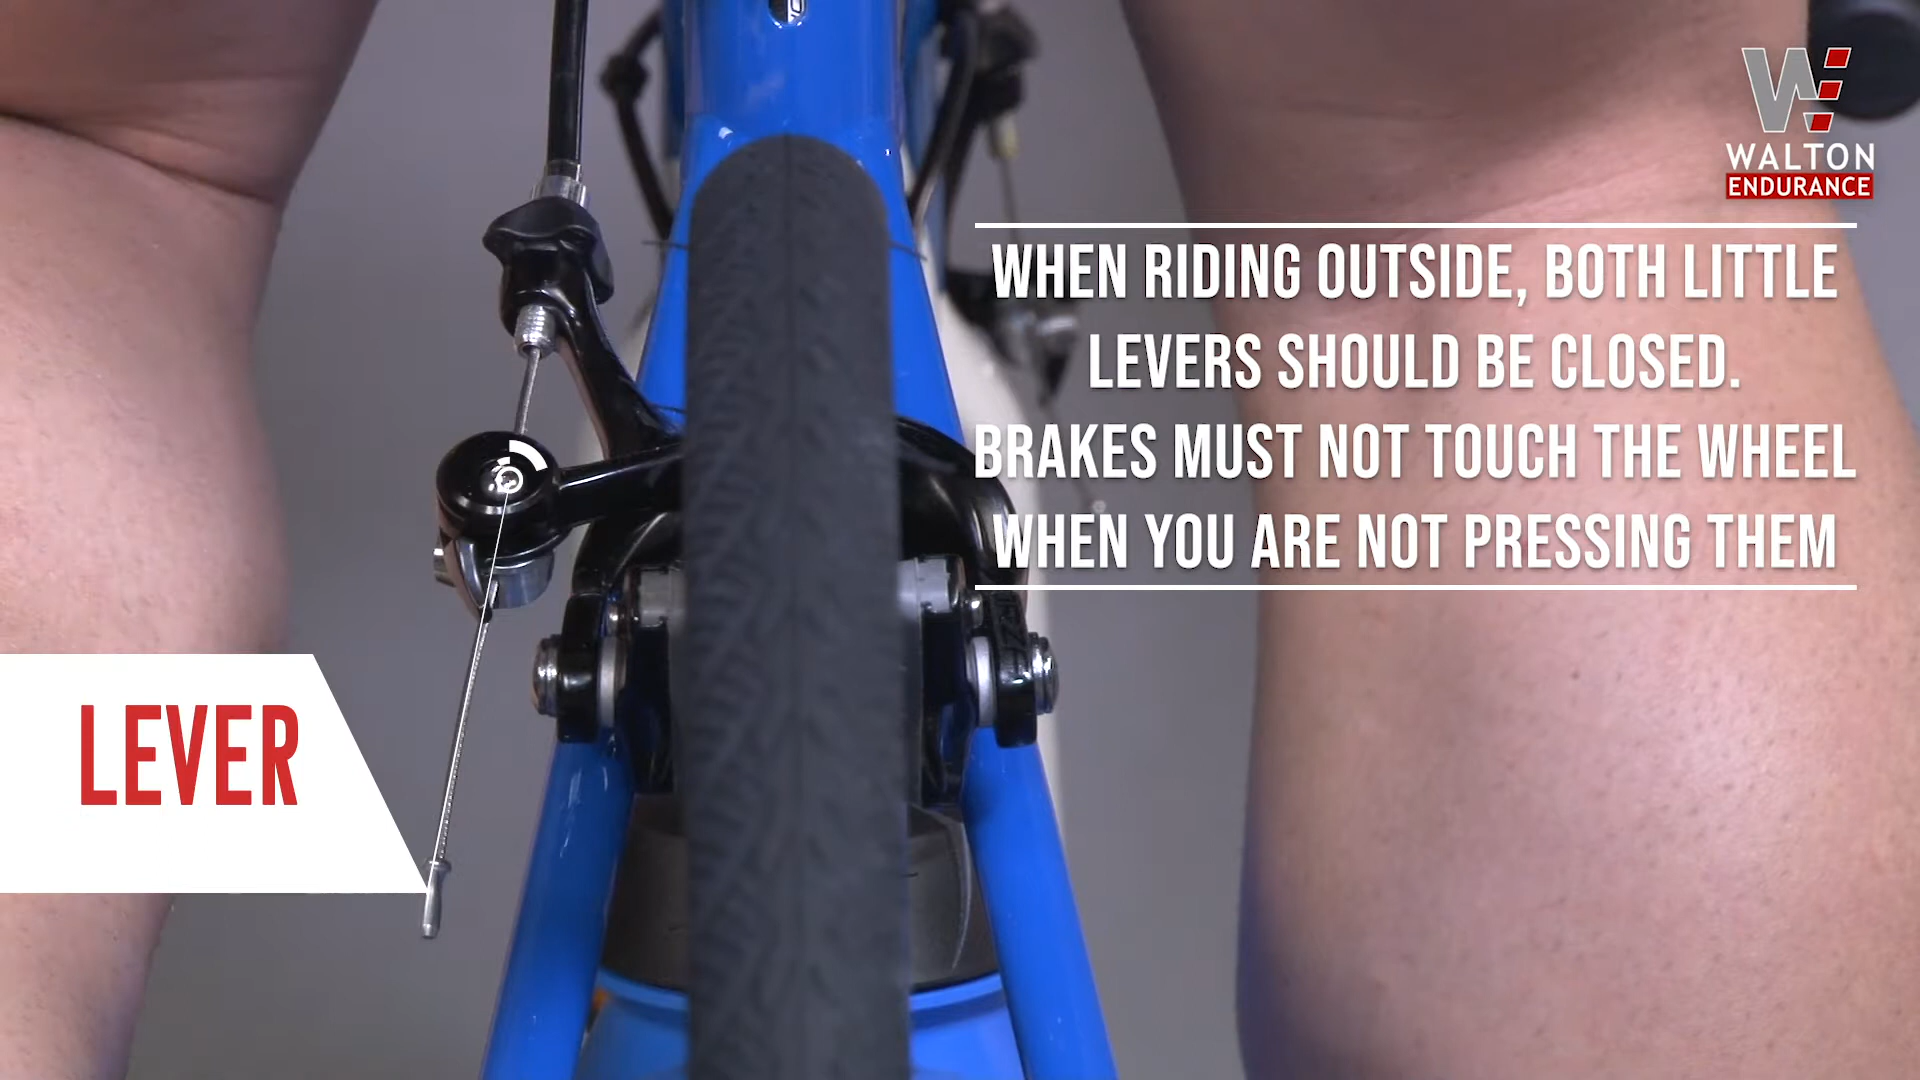 WALTON
ENDURANCE
WHEN RIDING OUTSIDE, BOTH LITTLE
LEVERS SHOULD BE CLOSED.
BRAKES MUST NOT TOUCH THE WHEEL
WHEN YOU ARE NOT PRESSING THEM
LEVER